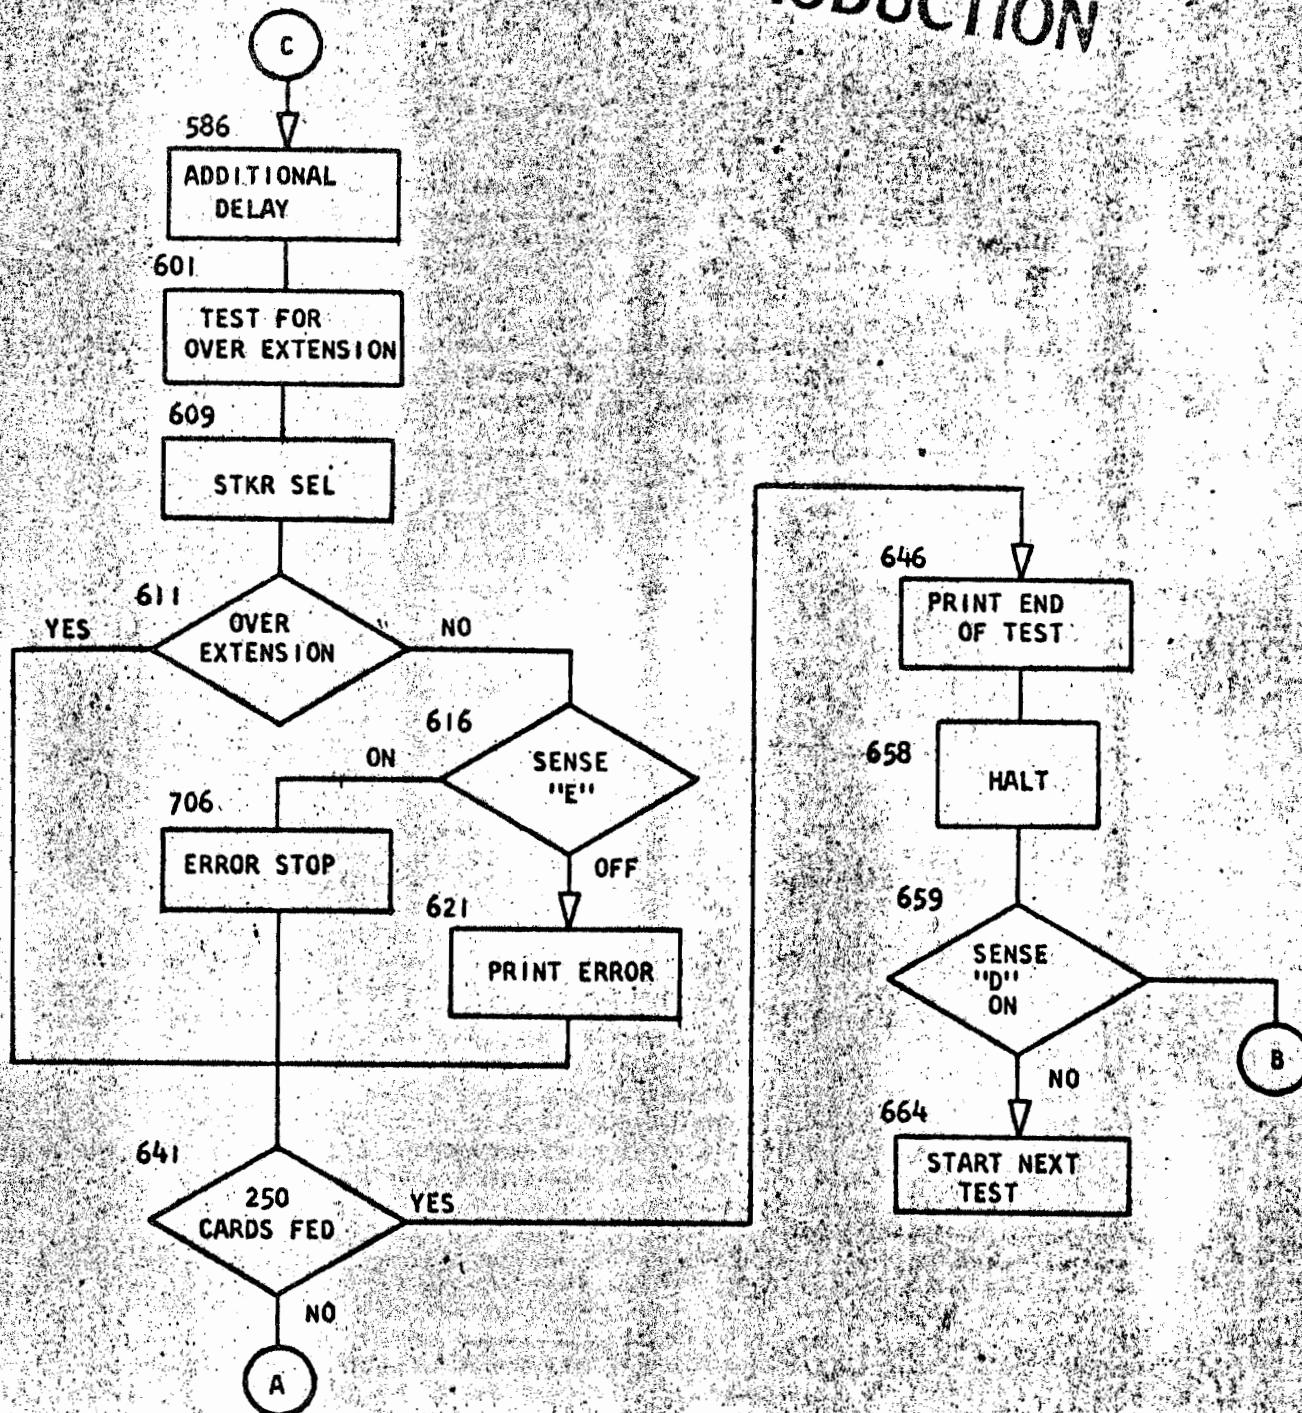 C
586
ADDITIONAL
DELAY
601
TEST FOR
OVER EXTENSION
609
STKR SEL
611
YES
OVER
EXTENSION
NO
616
ON
SENSE
"E"
706
ERROR STOP
OFF
621
PRINT ERROR
641
250
CARDS FED
YES
NO
A
646
PRINT END
OF TEST
658
HALT
659
SENSE
"D"
ON
B
NO
664
START NEXT
TEST